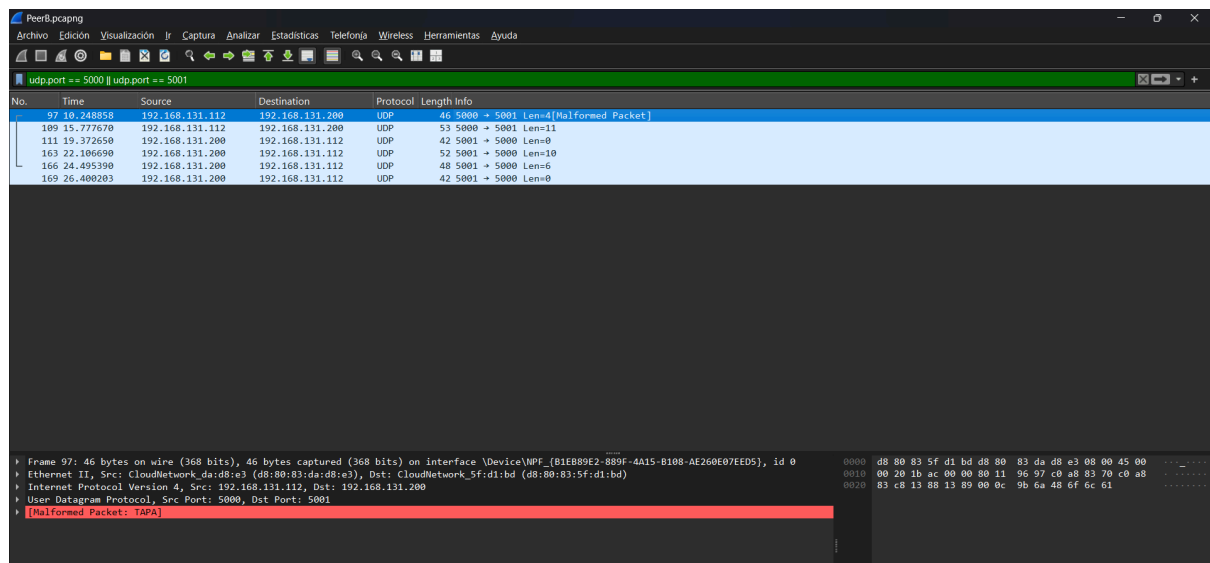 PeerB.pcapng
Archivo Edición Visualización Ir Captura Analizar Estadísticas Telefonía Wireless Herramientas Ayuda
udp.port == 5000 || udp.port == 5001
No. Time Source Destination Protocol Length Info
97 10.248858 192.168.131.112 192.168.131.200 UDP 46 5000 → 5001 Len=4[Malformed Packet]
109 15.777670 192.168.131.112 192.168.131.200 UDP 53 5000 → 5001 Len=11
111 19.372650 192.168.131.200 192.168.131.112 UDP 42 5001 → 5000 Len=0
163 22.106690 192.168.131.200 192.168.131.112 UDP 52 5001 → 5000 Len=10
166 24.495390 192.168.131.200 192.168.131.112 UDP 48 5001 → 5000 Len=6
169 26.400203 192.168.131.200 192.168.131.112 UDP 42 5001 → 5000 Len=0
Frame 97: 46 bytes on wire (368 bits), 46 bytes captured (368 bits) on interface \Device\NPF_{B1EB89E2-889F-4A15-B108-AE260E07EED5}, id 0
Ethernet II, Src: CloudNetwork_da:d8:e3 (d8:80:83:da:d8:e3), Dst: CloudNetwork_5f:d1:bd (d8:80:83:5f:d1:bd)
Internet Protocol Version 4, Src: 192.168.131.112, Dst: 192.168.131.200
User Datagram Protocol, Src Port: 5000, Dst Port: 5001
[Malformed Packet: TAPA]
0000 d8 80 83 5f d1 bd d8 80 83 da d8 e3 08 00 45 00 ···_····
0010 00 20 1b ac 00 00 80 11 96 97 c0 a8 83 70 c0 a8 · ······
0020 83 c8 13 88 13 89 00 0c 9b 6a 48 6f 6c 61 ········